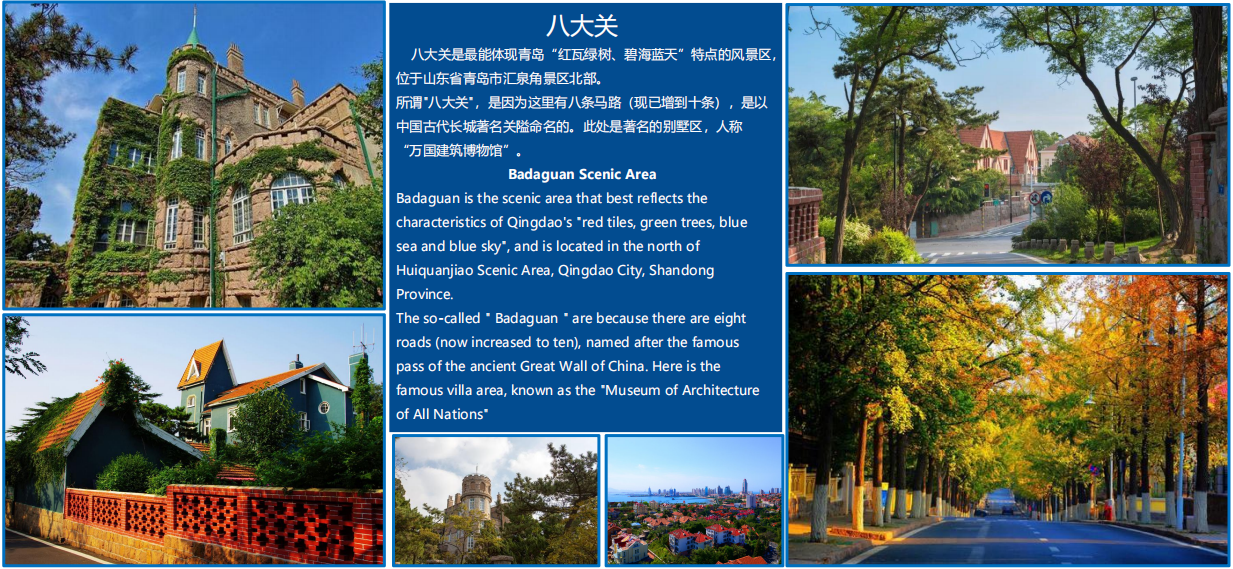 八大关
八大关是最能体现青岛“红瓦绿树、碧海蓝天”特点的风景区，
位于山东省青岛市汇泉角景区北部。
所谓"八大关"，是因为这里有八条马路（现已增到十条），是以
中国古代长城著名关隘命名的。此处是著名的别墅区，人称
“万国建筑博物馆”。
Badaguan Scenic Area
Badaguan is the scenic area that best reflects the
characteristics of Qingdao's "red tiles, green trees, blue
sea and blue sky", and is located in the north of
Huiquanjiao Scenic Area, Qingdao City, Shandong
Province.
The so-called " Badaguan " are because there are eight
roads (now increased to ten), named after the famous
pass of the ancient Great Wall of China. Here is the
famous villa area, known as the "Museum of Architecture
of All Nations"